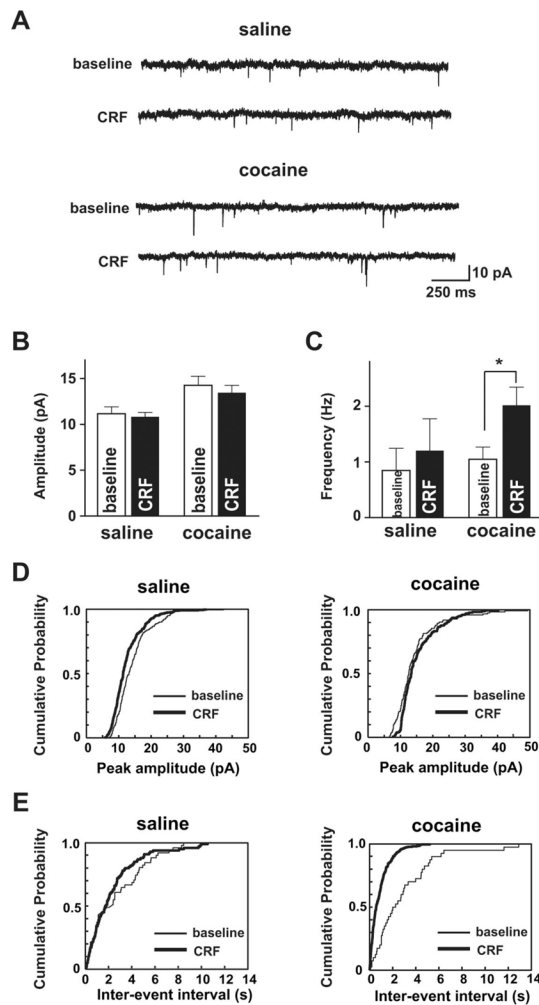 A
saline
baseline
CRF
cocaine
baseline
CRF
10 pA
250 ms
B
Amplitude (pA)
15
10
5
0
baseline
CRF
baseline
CRF
saline
cocaine
C
Frequency (Hz)
2
1
0
baseline
CRF
baseline
CRF
*
saline
cocaine
D
saline
Cumulative Probability
1.0
0.5
0
baseline
CRF
0 10 20 30 40 50
Peak amplitude (pA)
cocaine
Cumulative Probability
1.0
0.5
0
baseline
CRF
0 10 20 30 40 50
Peak amplitude (pA)
E
saline
Cumulative Probability
1.0
0.5
0
baseline
CRF
0 2 4 6 8 10 12 14
Inter-event interval (s)
cocaine
Cumulative Probability
1.0
0.5
0
baseline
CRF
0 2 4 6 8 10 12 14
Inter-event interval (s)